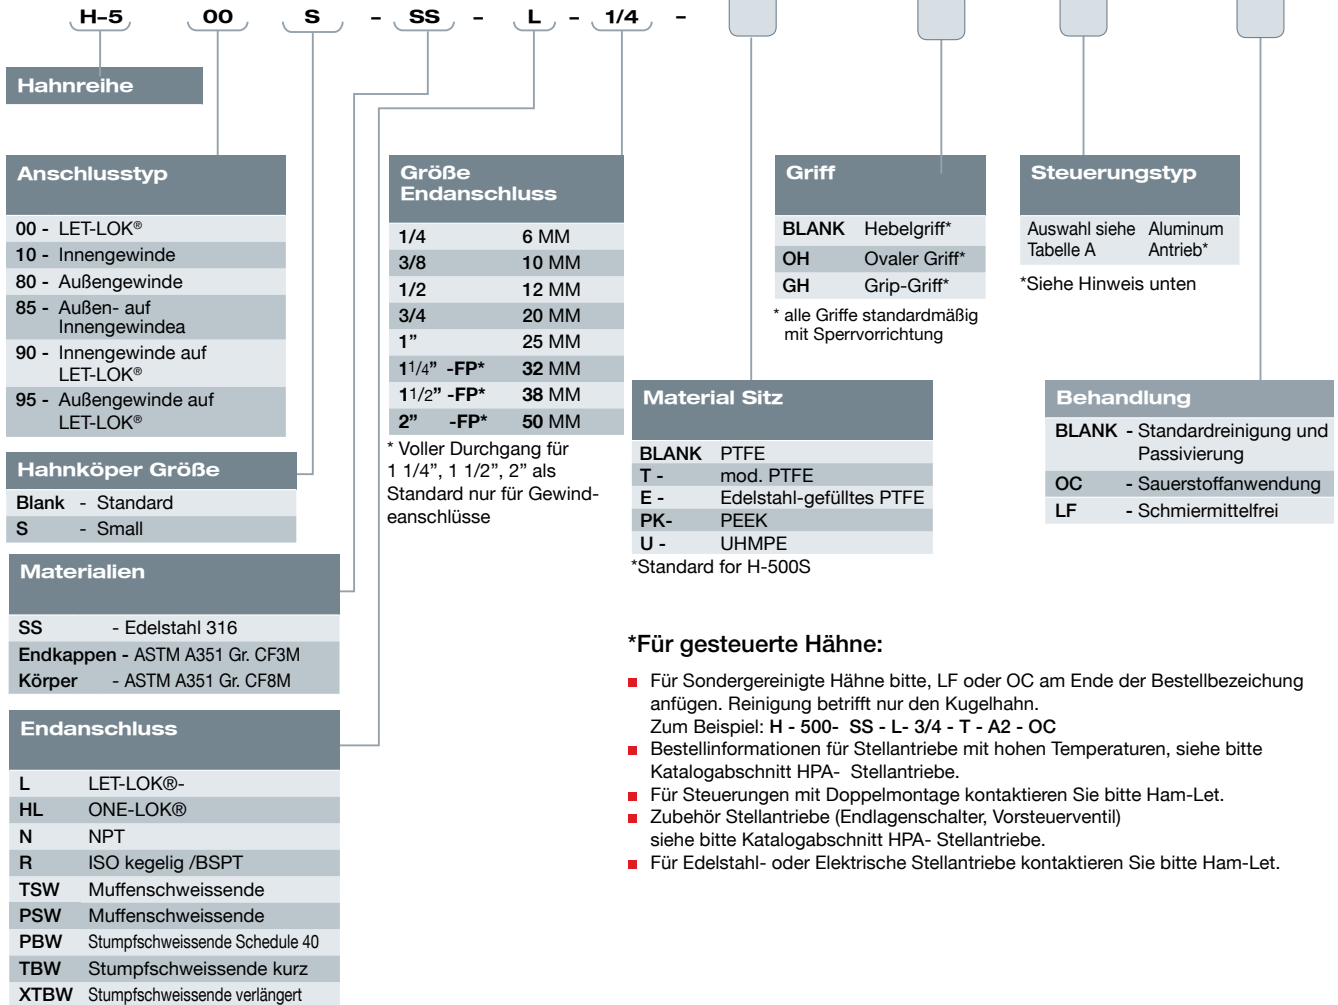 H-5 00 S - SS - L - 1/4 -
Hahnreihe
Anschlusstyp
00 - LET-LOK®
10 - Innengewinde
80 - Außengewinde
85 - Außen- auf
Innengewindea
90 - Innengewinde auf
LET-LOK®
95 - Außengewinde auf
LET-LOK®
Hahnköper Größe
Blank - Standard
S - Small
Materialien
SS - Edelstahl 316
Endkappen - ASTM A351 Gr. CF3M
Körper - ASTM A351 Gr. CF8M
Endanschluss
L LET-LOK®-
HL ONE-LOK®
N NPT
R ISO kegelig /BSPT
TSW Muffenschweissende
PSW Muffenschweissende
PBW Stumpfschweissende Schedule 40
TBW Stumpfschweissende kurz
XTBW Stumpfschweissende verlängert
Größe
Endanschluss
1/4 6 MM
3/8 10 MM
1/2 12 MM
3/4 20 MM
1” 25 MM
11/4” -FP* 32 MM
11/2” -FP* 38 MM
2” -FP* 50 MM
* Voller Durchgang für
1 1/4”, 1 1/2”, 2” als
Standard nur für Gewind-
eanschlüsse
Griff
BLANK Hebelgriff*
OH Ovaler Griff*
GH Grip-Griff*
* alle Griffe standardmäßig
mit Sperrvorrichtung
Steuerungstyp
Auswahl siehe Aluminum
Tabelle A Antrieb*
*Siehe Hinweis unten
Material Sitz
BLANK PTFE
T - mod. PTFE
E - Edelstahl-gefülltes PTFE
PK- PEEK
U - UHMPE
*Standard for H-500S
Behandlung
BLANK - Standardreinigung und
Passivierung
OC - Sauerstoffanwendung
LF - Schmiermittelfrei
*Für gesteuerte Hähne:
Für Sondergereinigte Hähne bitte, LF oder OC am Ende der Bestellbezeichung
anfügen. Reinigung betrifft nur den Kugelhahn.
Zum Beispiel: H - 500- SS - L- 3/4 - T - A2 - OC
Bestellinformationen für Stellantriebe mit hohen Temperaturen, siehe bitte
Katalogabschnitt HPA- Stellantriebe.
Für Steuerungen mit Doppelmontage kontaktieren Sie bitte Ham-Let.
Zubehör Stellantriebe (Endlagenschalter, Vorsteuerventil)
siehe bitte Katalogabschnitt HPA- Stellantriebe.
Für Edelstahl- oder Elektrische Stellantriebe kontaktieren Sie bitte Ham-Let.